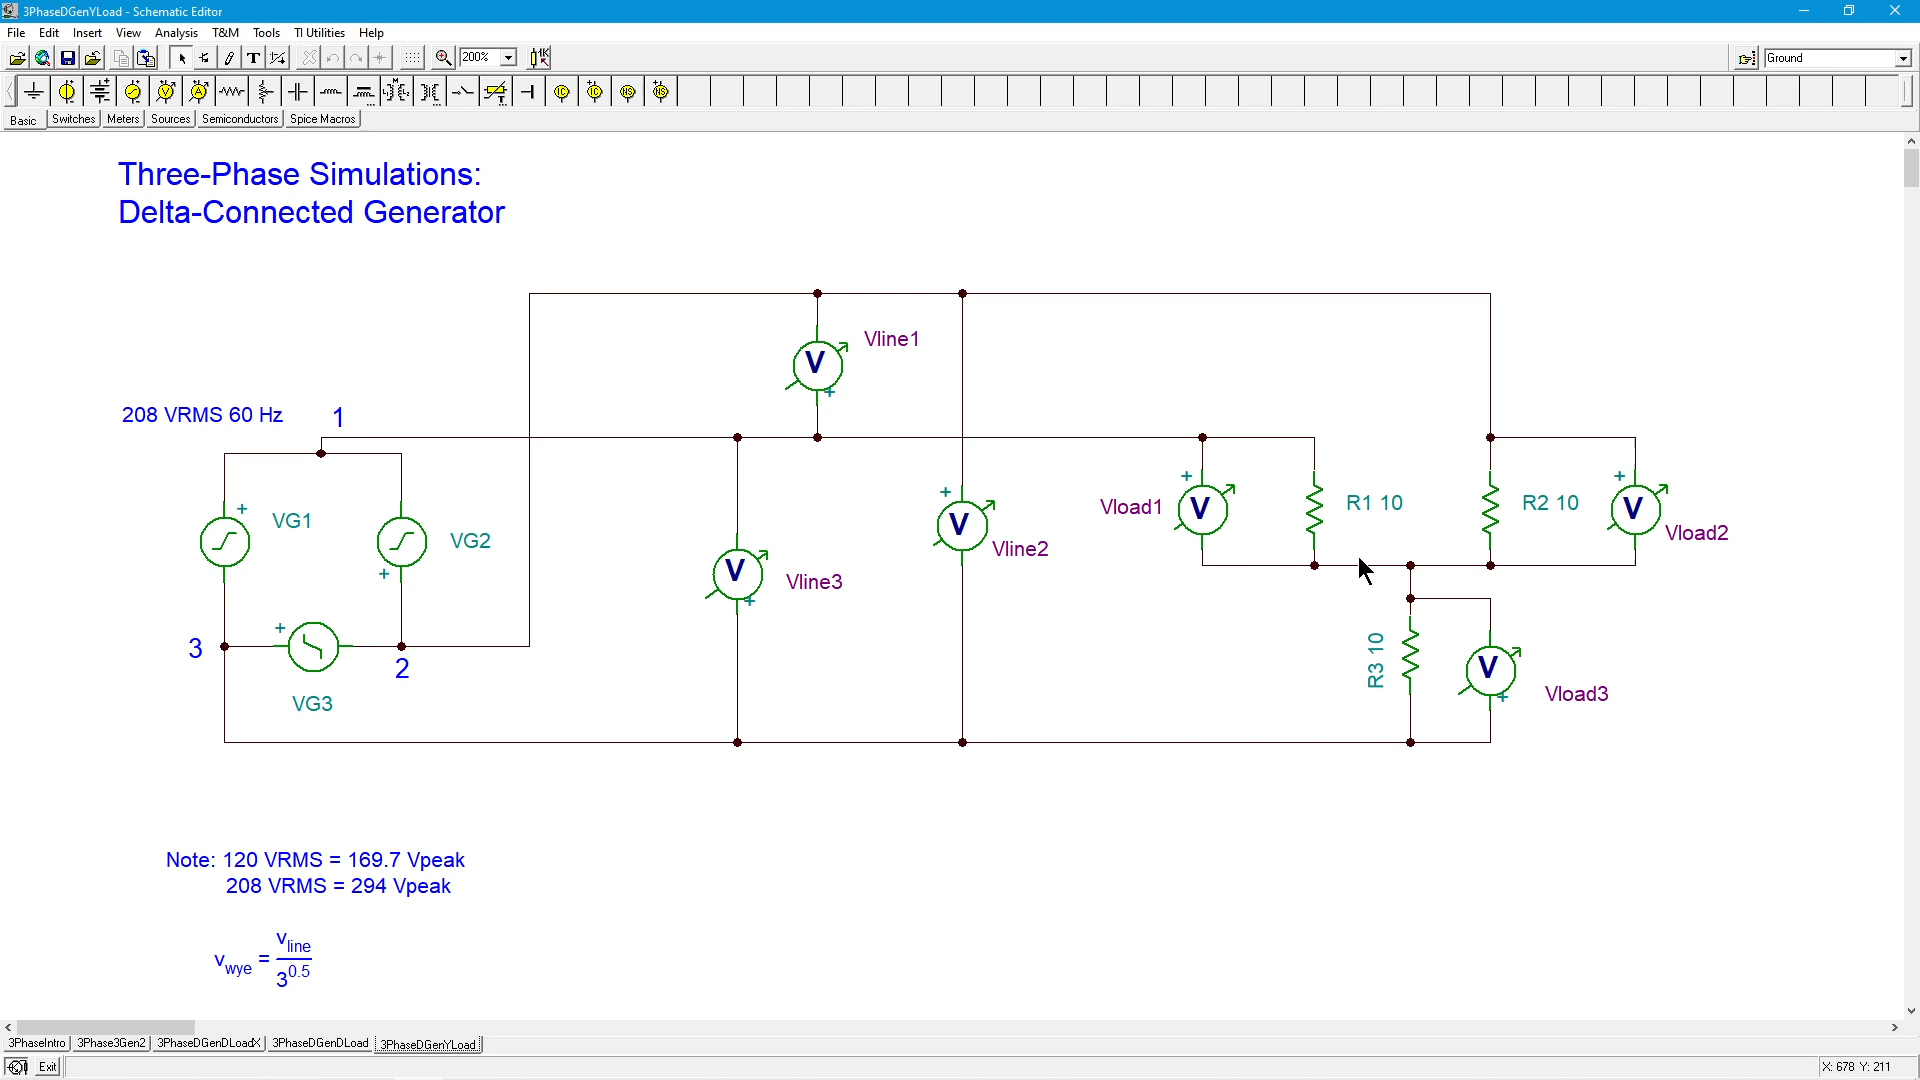 3PhaseDGenYLoad - Schematic Editor
File Edit Insert View Analysis T&M Tools TI Utilities Help
200%
Ground
Basic Switches Meters Sources Semiconductors Spice Macros
Three-Phase Simulations:
Delta-Connected Generator
Vline1
208 VRMS 60 Hz
1
VG1
VG2
Vline3
Vline2
Vload1
R1 10
R2 10
Vload2
3
2
VG3
R3 10
Vload3
V
V
V
V
V
V
Note: 120 VRMS = 169.7 Vpeak
208 VRMS = 294 Vpeak
v_wye = v_line / 3^0.5
3PhaseIntro 3Phase3Gen2 3PhaseDGenDLoadX 3PhaseDGenDLoad 3PhaseDGenYLoad
Exit
X: 678 Y: 211